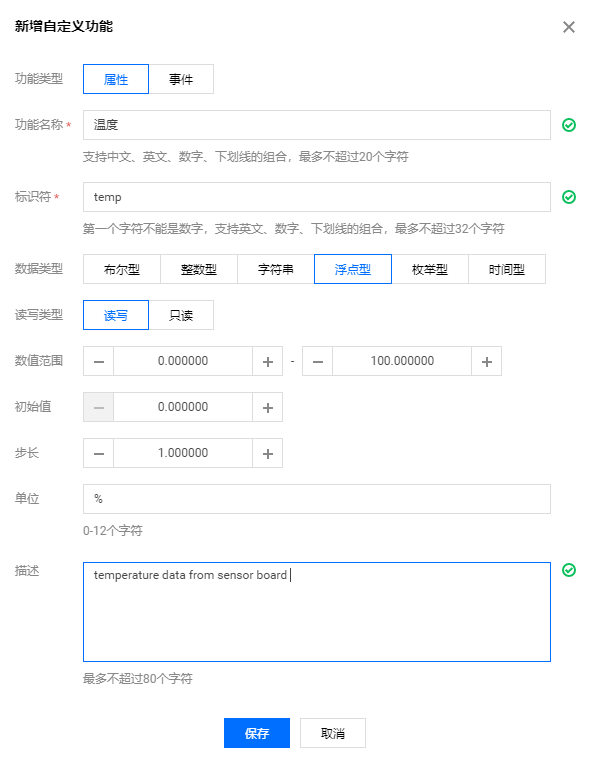 新增自定义功能
功能类型 属性 事件
功能名称 * 温度
支持中文、英文、数字、下划线的组合，最多不超过20个字符
标识符 * temp
第一个字符不能是数字，支持英文、数字、下划线的组合，最多不超过32个字符
数据类型 布尔型 整数型 字符串 浮点型 枚举型 时间型
读写类型 读写 只读
数值范围 0.000000 - 100.000000
初始值 0.000000
步长 1.000000
单位 %
0-12个字符
描述 temperature data from sensor board
最多不超过80个字符
保存 取消